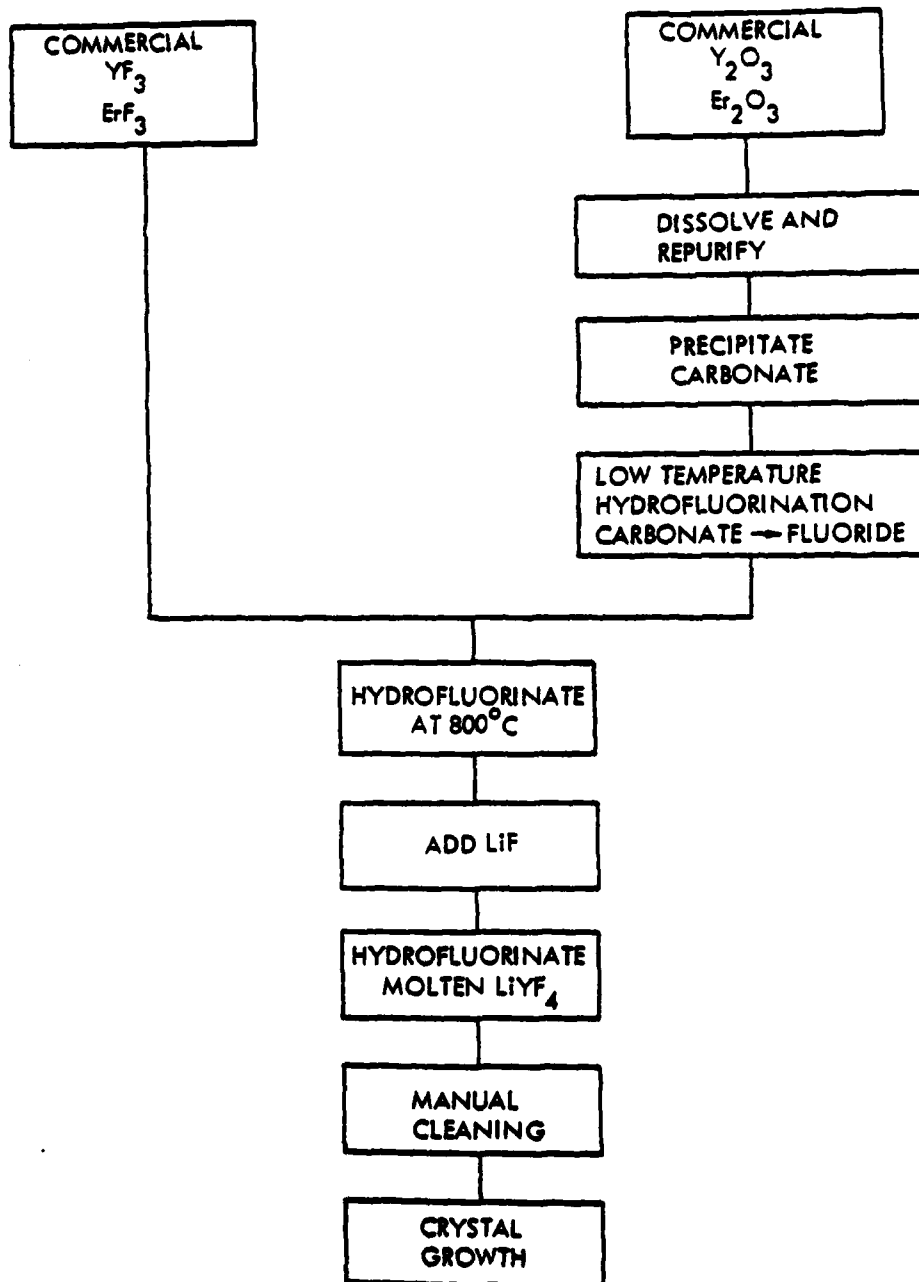 COMMERCIAL
YF3
ErF3
COMMERCIAL
Y2O3
Er2O3
DISSOLVE AND
REPURIFY
PRECIPITATE
CARBONATE
LOW TEMPERATURE
HYDROFLUORINATION
CARBONATE → FLUORIDE
HYDROFLUORINATE
AT 800°C
ADD LiF
HYDROFLUORINATE
MOLTEN LiYF4
MANUAL
CLEANING
CRYSTAL
GROWTH